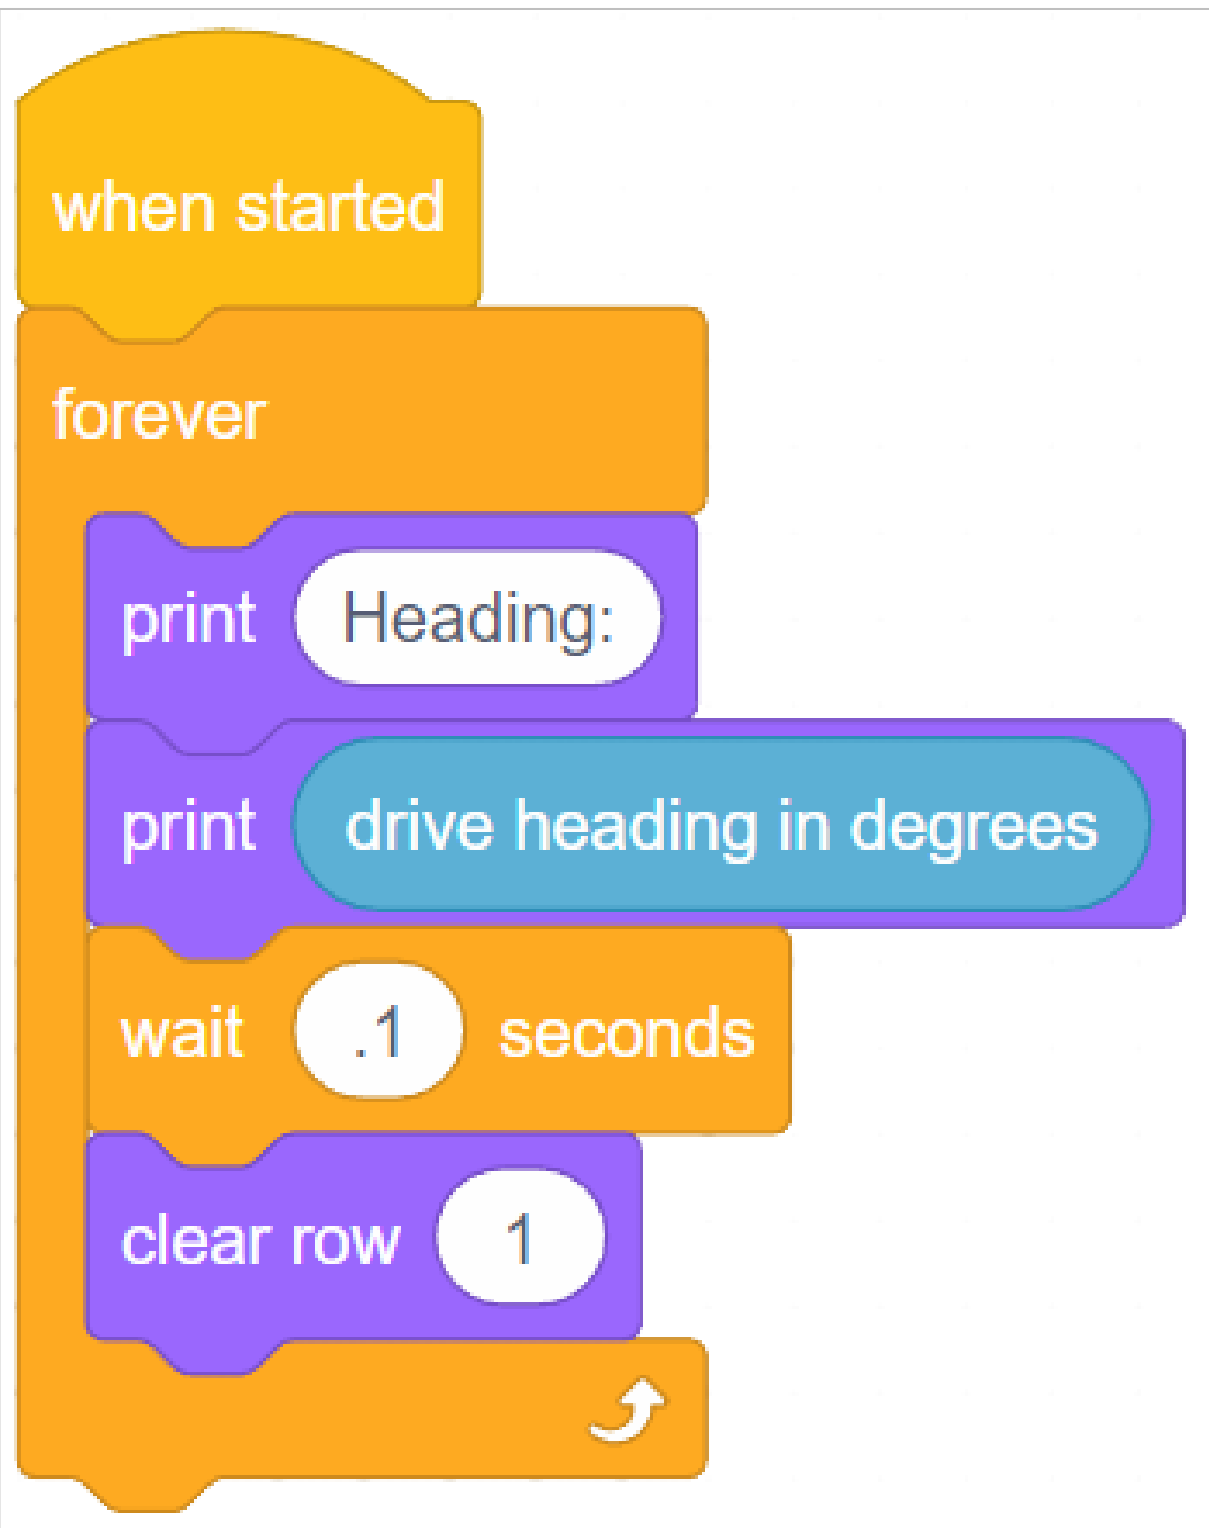 when started
forever
print Heading:
print drive heading in degrees
wait .1 seconds
clear row 1